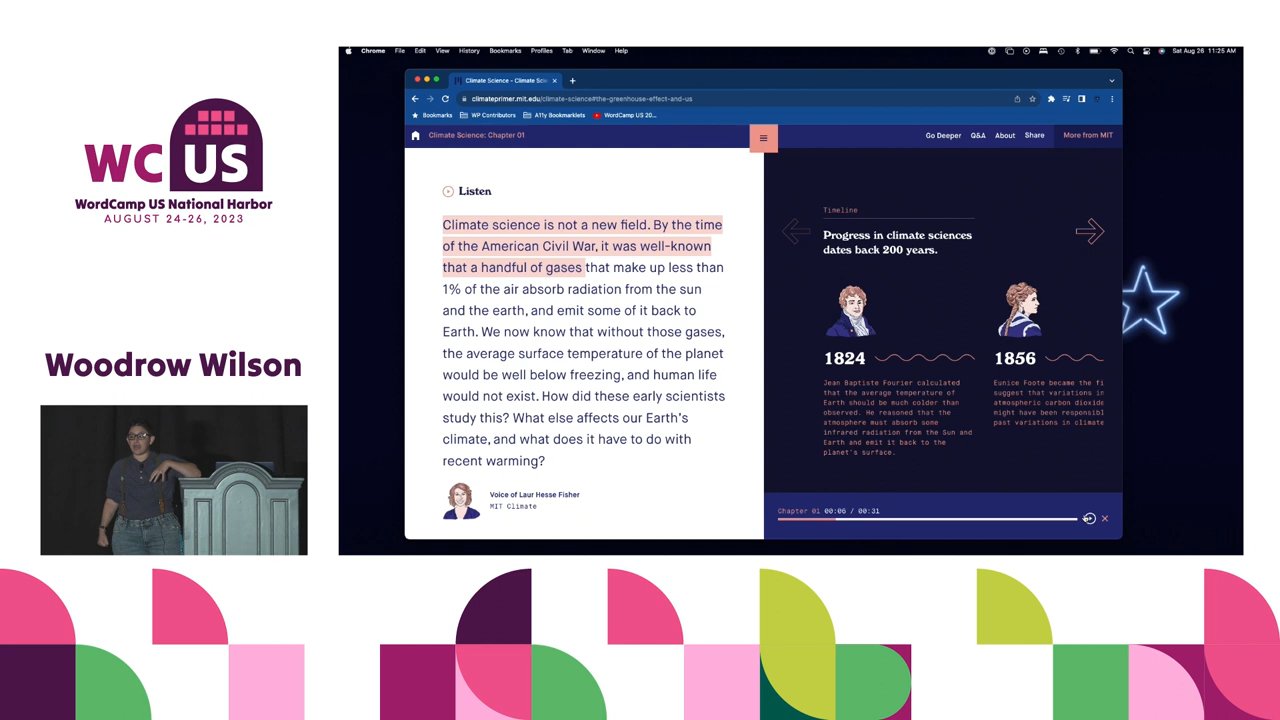 WC US
WordCamp US National Harbor
AUGUST 24-26, 2023
Woodrow Wilson
Chrome File Edit View History Bookmarks Profiles Tab Window Help
Sat Aug 26 11:25 AM
Climate Science - Climate Scie
climateprimer.mit.edu/climate-science#the-greenhouse-effect-and-us
Bookmarks WP Contributors A11y Bookmarklets WordCamp US 20...
Climate Science: Chapter 01
Go Deeper Q&A About Share More from MIT
Listen
Climate science is not a new field. By the time
of the American Civil War, it was well-known
that a handful of gases that make up less than
1% of the air absorb radiation from the sun
and the earth, and emit some of it back to
Earth. We now know that without those gases,
the average surface temperature of the planet
would be well below freezing, and human life
would not exist. How did these early scientists
study this? What else affects our Earth's
climate, and what does it have to do with
recent warming?
Voice of Laur Hesse Fisher
MIT Climate
Timeline
Progress in climate sciences
dates back 200 years.
1824
Jean Baptiste Fourier calculated
that the average temperature of
Earth should be much colder than
observed. He reasoned that the
atmosphere must absorb some
infrared radiation from the Sun and
Earth and emit it back to the
planet's surface.
1856
Eunice Foote became the fi
suggest that variations in
atmospheric carbon dioxide
might have been responsibl
past variations in climate
Chapter 01 00:06 / 00:31